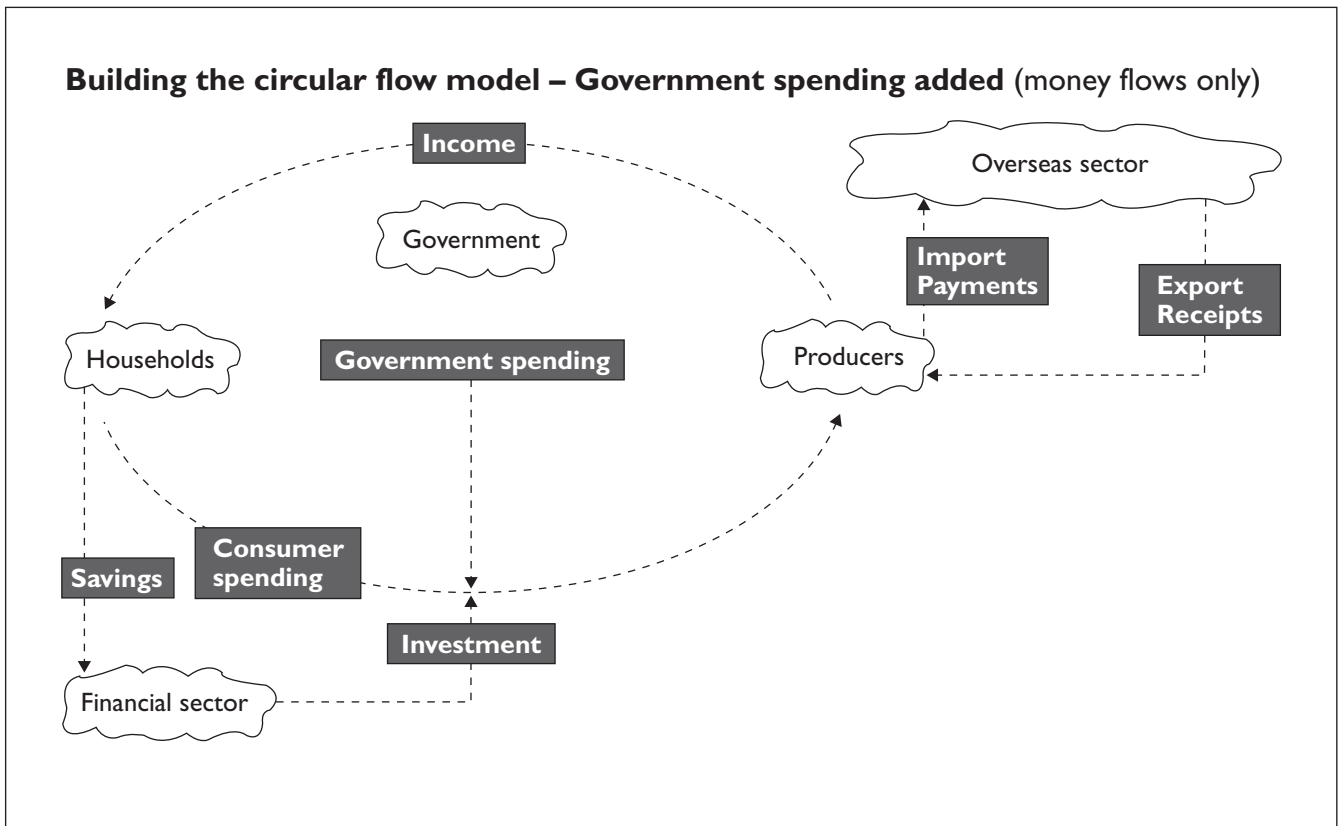 Building the circular flow model – Government spending added (money flows only)
Income
Overseas sector
Government
Import
Payments
Export
Receipts
Households
Government spending
Producers
Consumer
spending
Savings
Investment
Financial sector